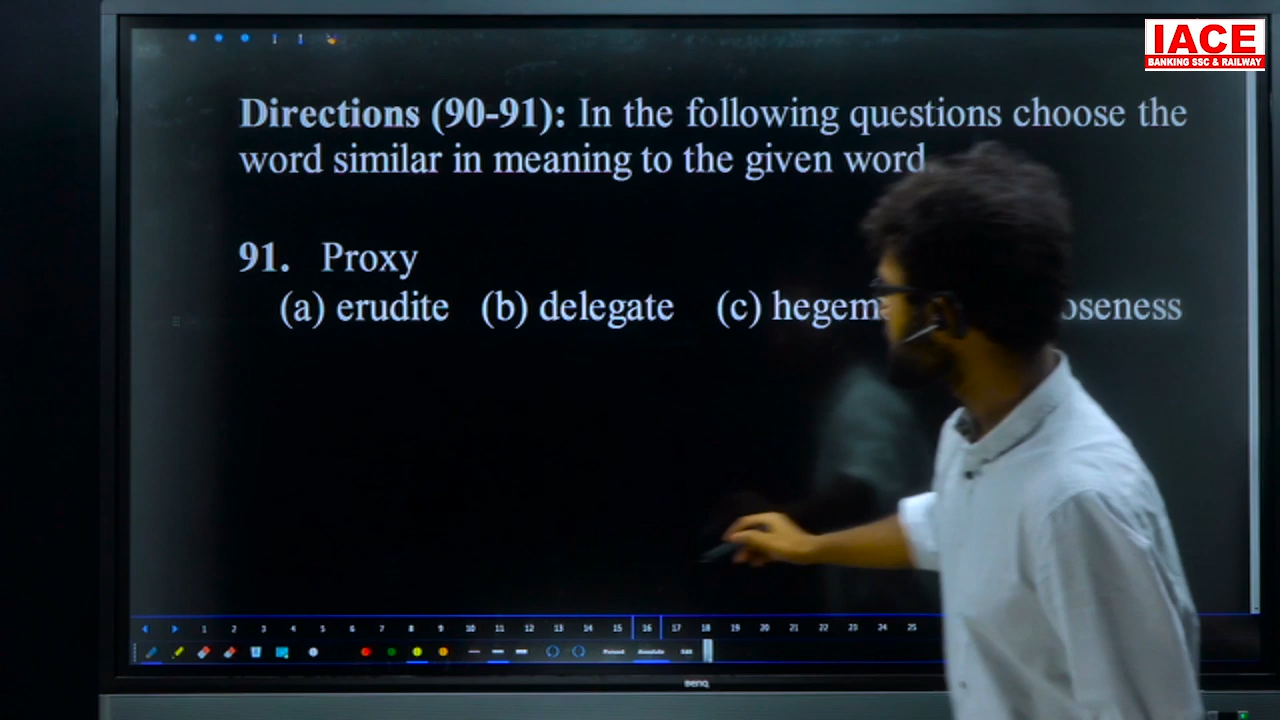 IACE
BANKING SSC & RAILWAY
Directions (90-91): In the following questions choose the
word similar in meaning to the given word
91. Proxy
(a) erudite (b) delegate (c)
1 2 3 4 5 6 7 8 9 10 11 12 13 14 15 16 17 18 19 20 21 22 23 24 25
BenQ